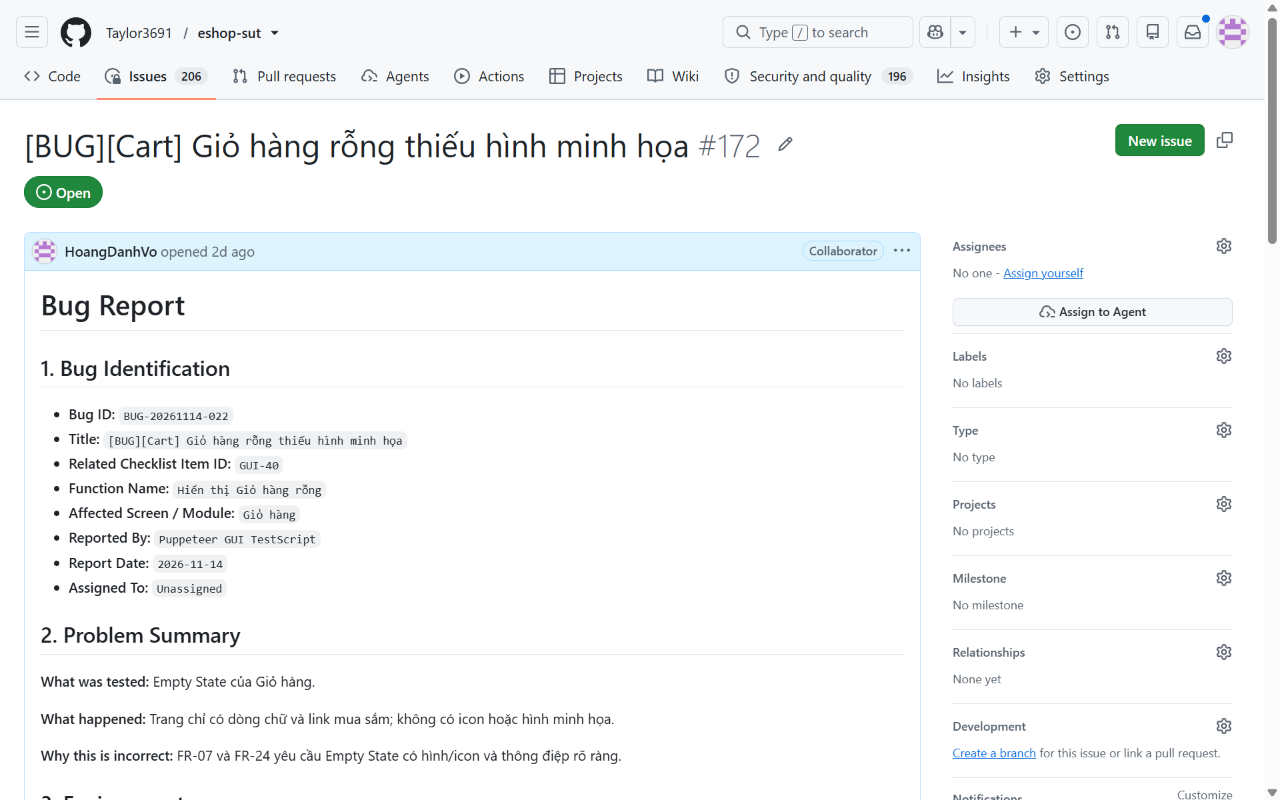 Taylor3691 / eshop-sut
Type / to search
Code
Issues 206
Pull requests
Agents
Actions
Projects
Wiki
Security and quality 196
Insights
Settings
[BUG][Cart] Giỏ hàng rỗng thiếu hình minh họa #172
New issue
Open
HoangDanhVo opened 2d ago
Collaborator
Bug Report
1. Bug Identification
Bug ID: BUG-20261114-022
Title: [BUG][Cart] Giỏ hàng rỗng thiếu hình minh họa
Related Checklist Item ID: GUI-40
Function Name: Hiển thị Giỏ hàng rỗng
Affected Screen / Module: Giỏ hàng
Reported By: Puppeteer GUI TestScript
Report Date: 2026-11-14
Assigned To: Unassigned
2. Problem Summary
What was tested: Empty State của Giỏ hàng.
What happened: Trang chỉ có dòng chữ và link mua sắm; không có icon hoặc hình minh họa.
Why this is incorrect: FR-07 và FR-24 yêu cầu Empty State có hình/icon và thông điệp rõ ràng.
Assignees
No one - Assign yourself
Assign to Agent
Labels
No labels
Type
No type
Projects
No projects
Milestone
No milestone
Relationships
None yet
Development
Create a branch for this issue or link a pull request.
Notifications
Customize